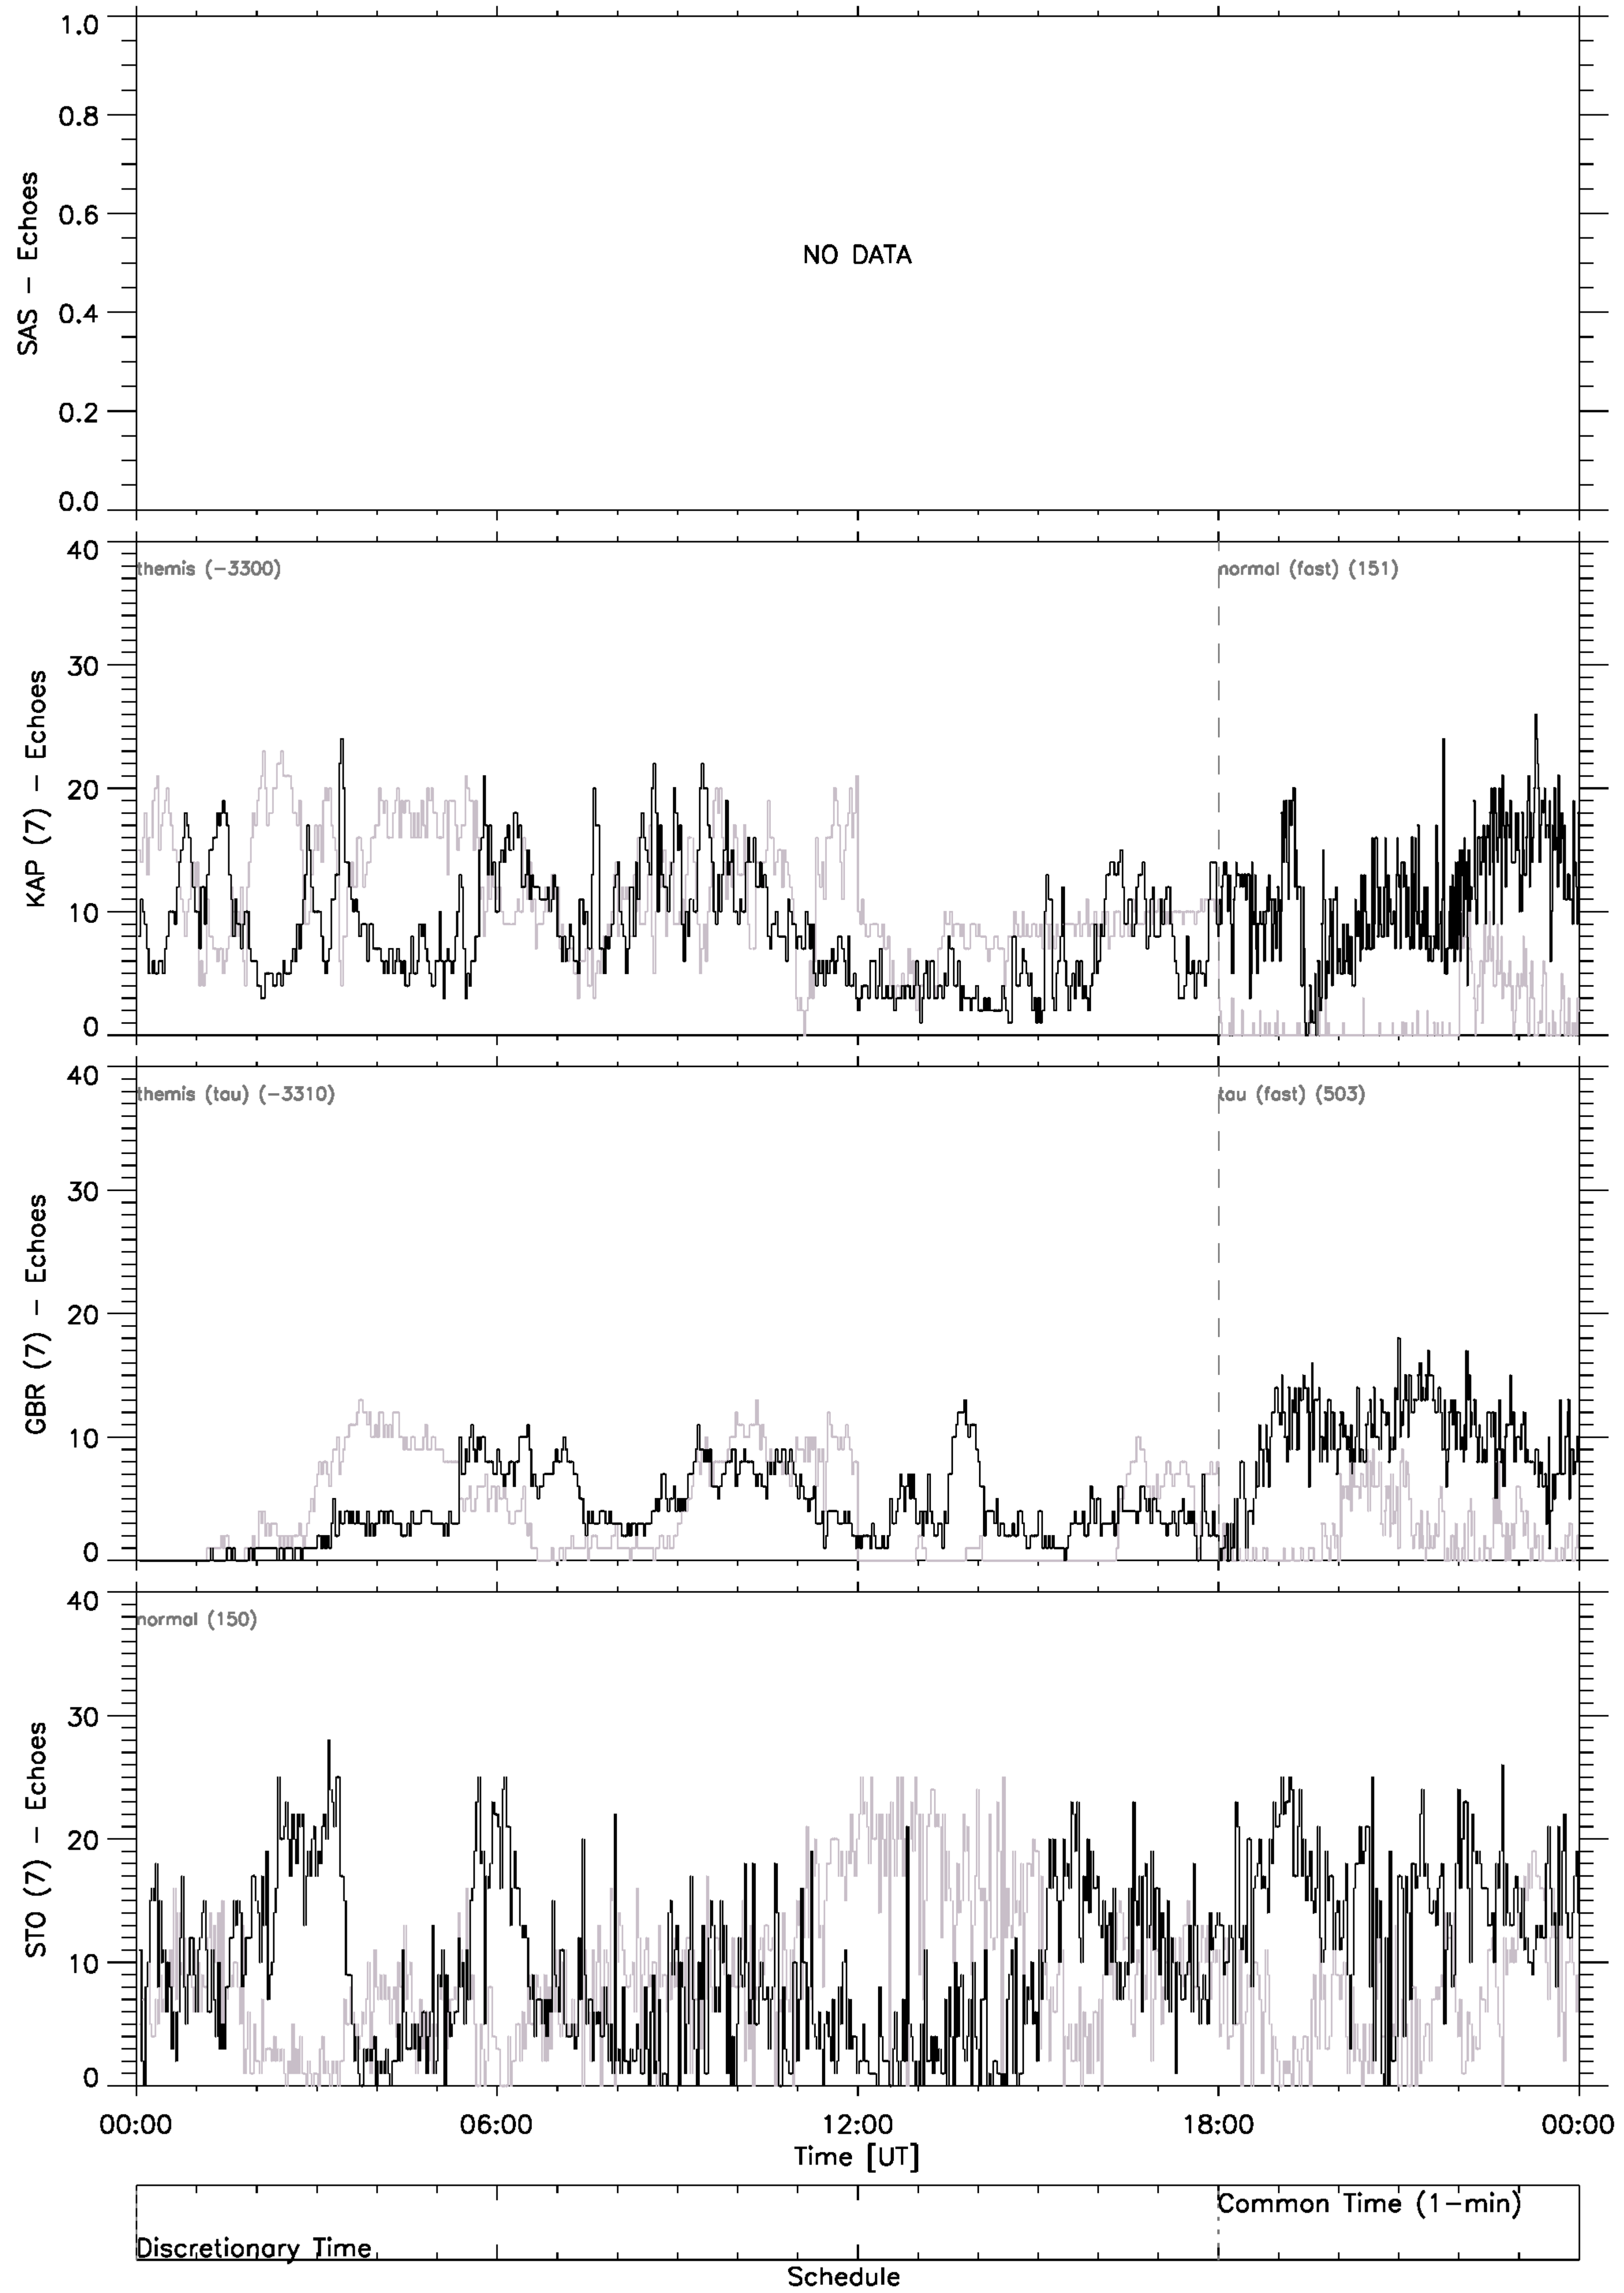 1.0
0.8
0.6
0.4
0.2
0.0
SAS - Echoes
NO DATA
40
30
20
10
0
KAP (7) - Echoes
themis (-3300)
normal (fast) (151)
40
30
20
10
0
GBR (7) - Echoes
themis (tau) (-3310)
tau (fast) (503)
40
30
20
10
0
STO (7) - Echoes
normal (150)
00:00 06:00 12:00 18:00 00:00
Time [UT]
Common Time (1-min)
Discretionary Time
Schedule